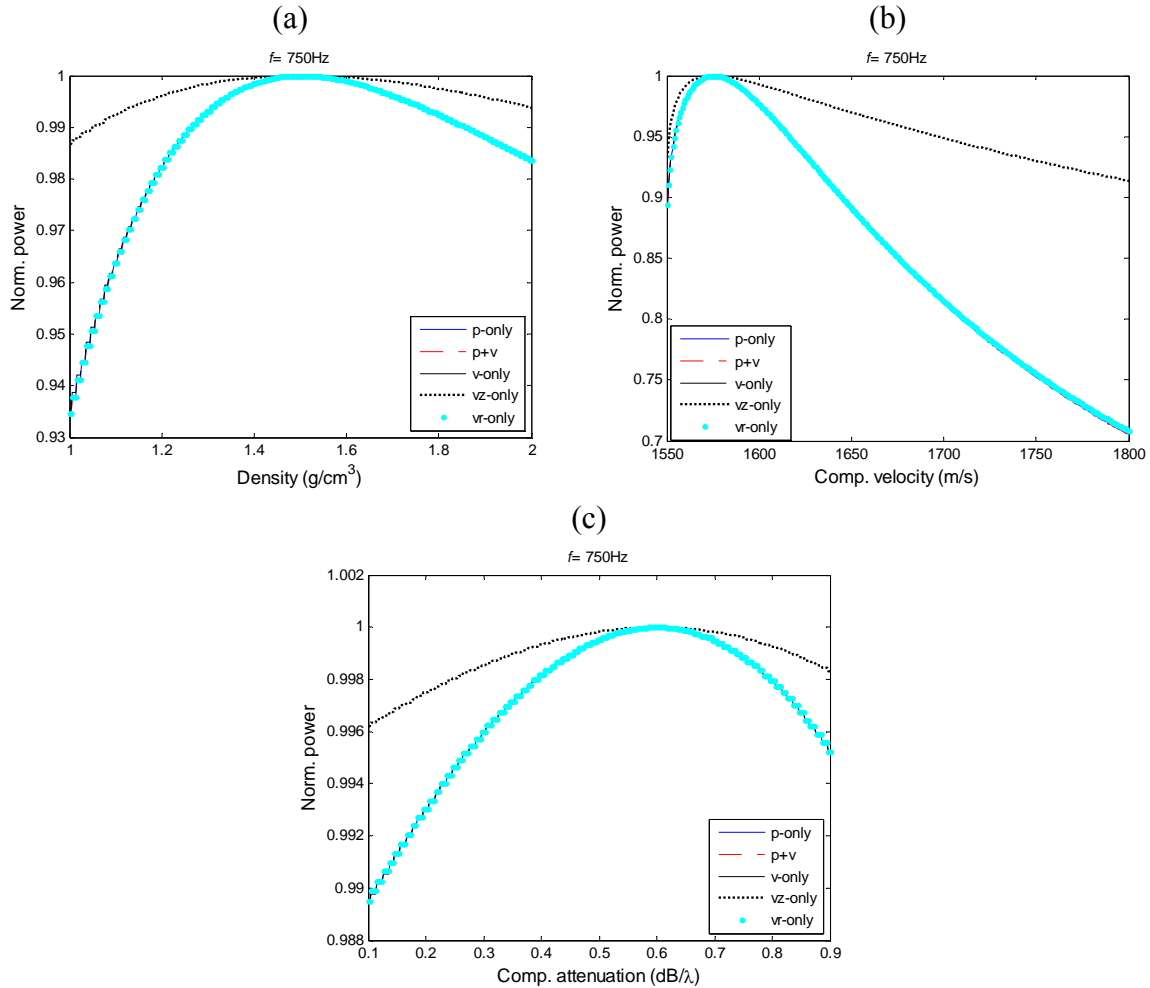 (a)
f= 750Hz
1
0.99
0.98
0.97
0.96
0.95
0.94
0.93
Norm. power
1
1.2
1.4
1.6
1.8
2
Density (g/cm³)
p-only
p+v
v-only
vz-only
vr-only
(b)
f= 750Hz
1
0.95
0.9
0.85
0.8
0.75
0.7
Norm. power
1550
1600
1650
1700
1750
1800
Comp. velocity (m/s)
p-only
p+v
v-only
vz-only
vr-only
(c)
f= 750Hz
1.002
1
0.998
0.996
0.994
0.992
0.99
0.988
Norm. power
0.1
0.2
0.3
0.4
0.5
0.6
0.7
0.8
0.9
Comp. attenuation (dB/λ)
p-only
p+v
v-only
vz-only
vr-only